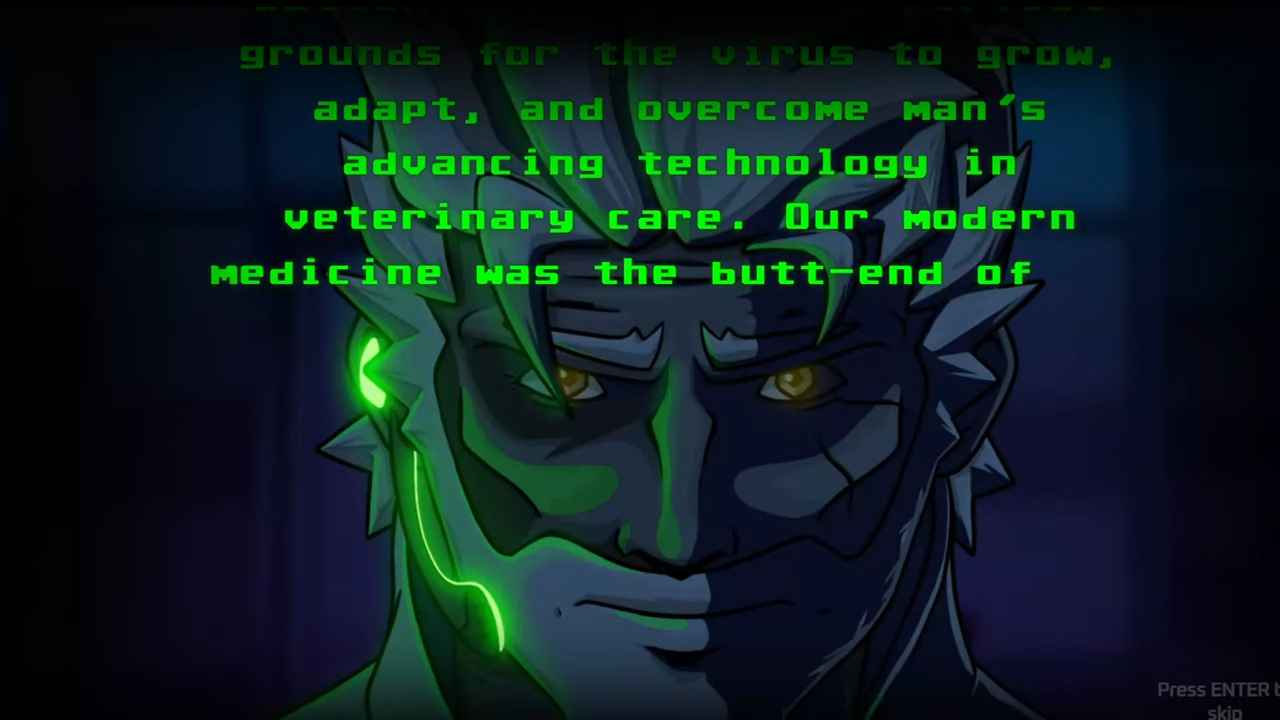 grounds for the virus to grow,
adapt, and overcome man's
advancing technology in
veterinary care. Our modern
medicine was the butt-end of
Press ENTER t
skip